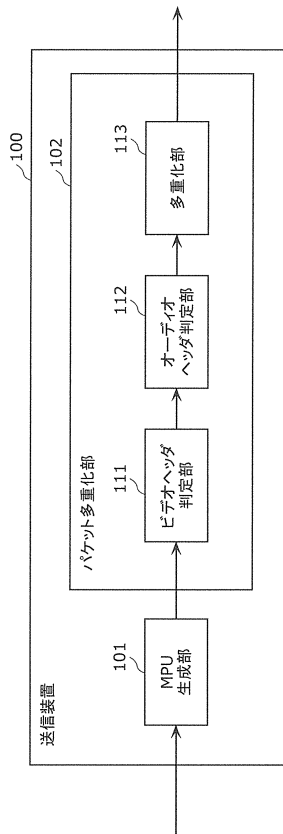 送信装置
100
MPU
生成部
101
パケット多重化部
102
ビデオヘッダ
判定部
111
オーディオ
ヘッダ判定部
112
多重化部
113